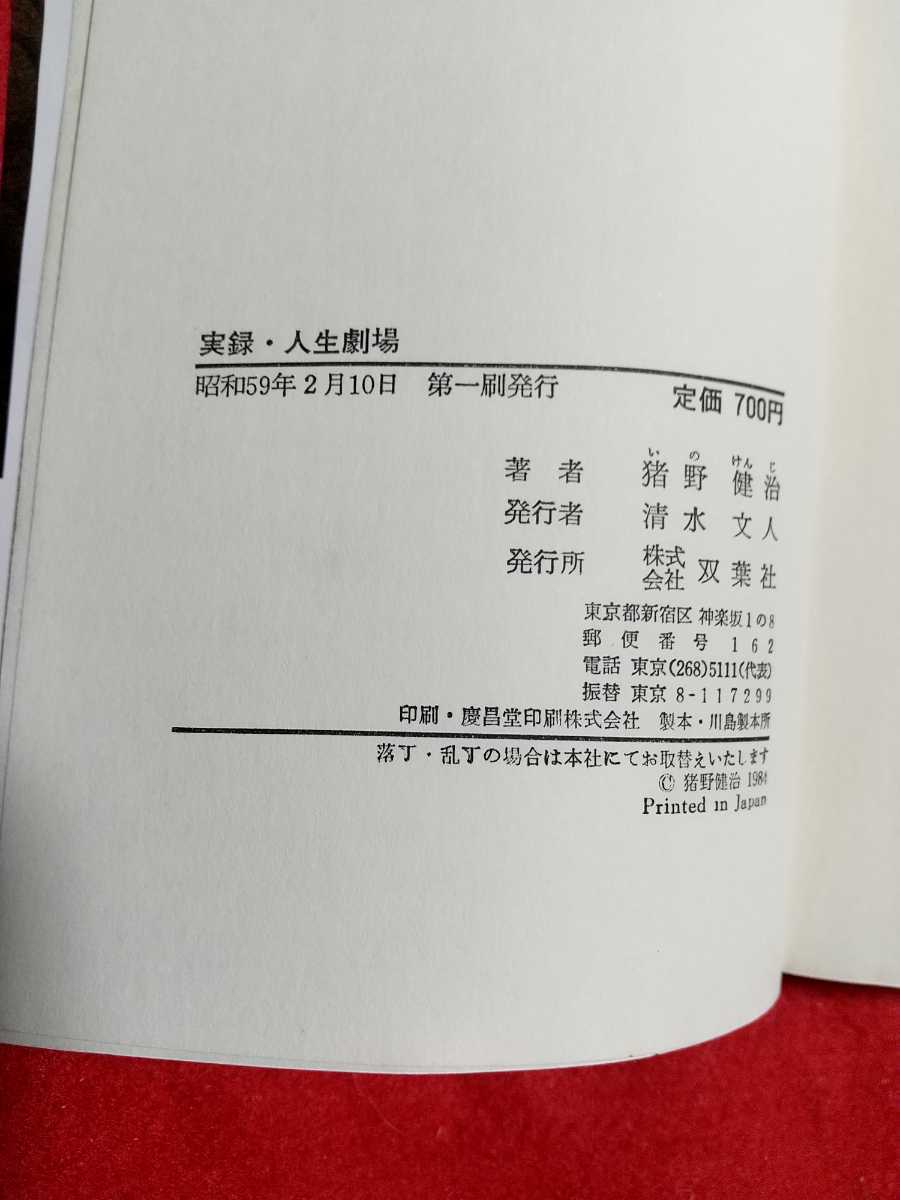 実録・人生劇場
昭和59年2月10日 第一刷発行 定価 700円
いの けんじ
著者 猪野健治
発行者 清水文人
発行所 株式会社 双葉社
東京都新宿区神楽坂1の8
郵便番号 162
電話 東京(268)5111(代表)
振替 東京 8-117299
印刷・慶昌堂印刷株式会社 製本・川島製本所
落丁・乱丁の場合は本社にてお取替えいたします
© 猪野健治 1984
Printed in Japan